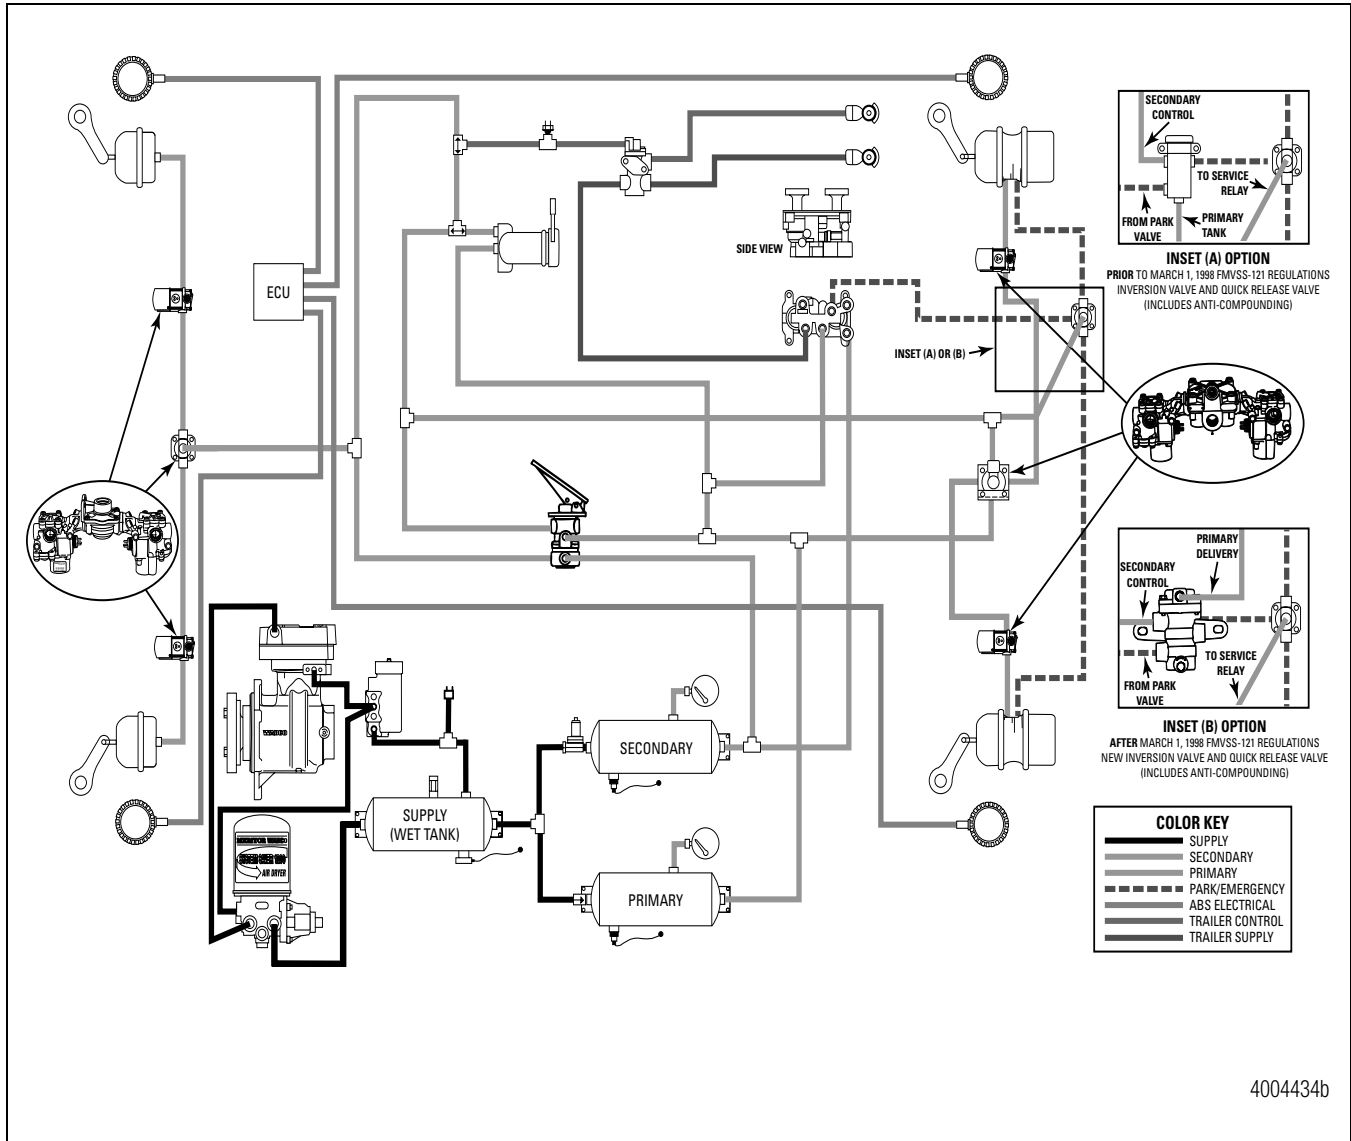 SECONDARY
CONTROL
TO SERVICE
RELAY
FROM PARK
VALVE
PRIMARY
TANK
INSET (A) OPTION
PRIOR TO MARCH 1, 1998 FMVSS-121 REGULATIONS
INVERSION VALVE AND QUICK RELEASE VALVE
(INCLUDES ANTI-COMPOUNDING)
SIDE VIEW
ECU
INSET (A) OR (B)
PRIMARY
DELIVERY
SECONDARY
CONTROL
TO SERVICE
RELAY
FROM PARK
VALVE
INSET (B) OPTION
AFTER MARCH 1, 1998 FMVSS-121 REGULATIONS
NEW INVERSION VALVE AND QUICK RELEASE VALVE
(INCLUDES ANTI-COMPOUNDING)
WABCO
SECONDARY
SUPPLY
(WET TANK)
PRIMARY
AIR DRYER
COLOR KEY
SUPPLY
SECONDARY
PRIMARY
PARK/EMERGENCY
ABS ELECTRICAL
TRAILER CONTROL
TRAILER SUPPLY
4004434b